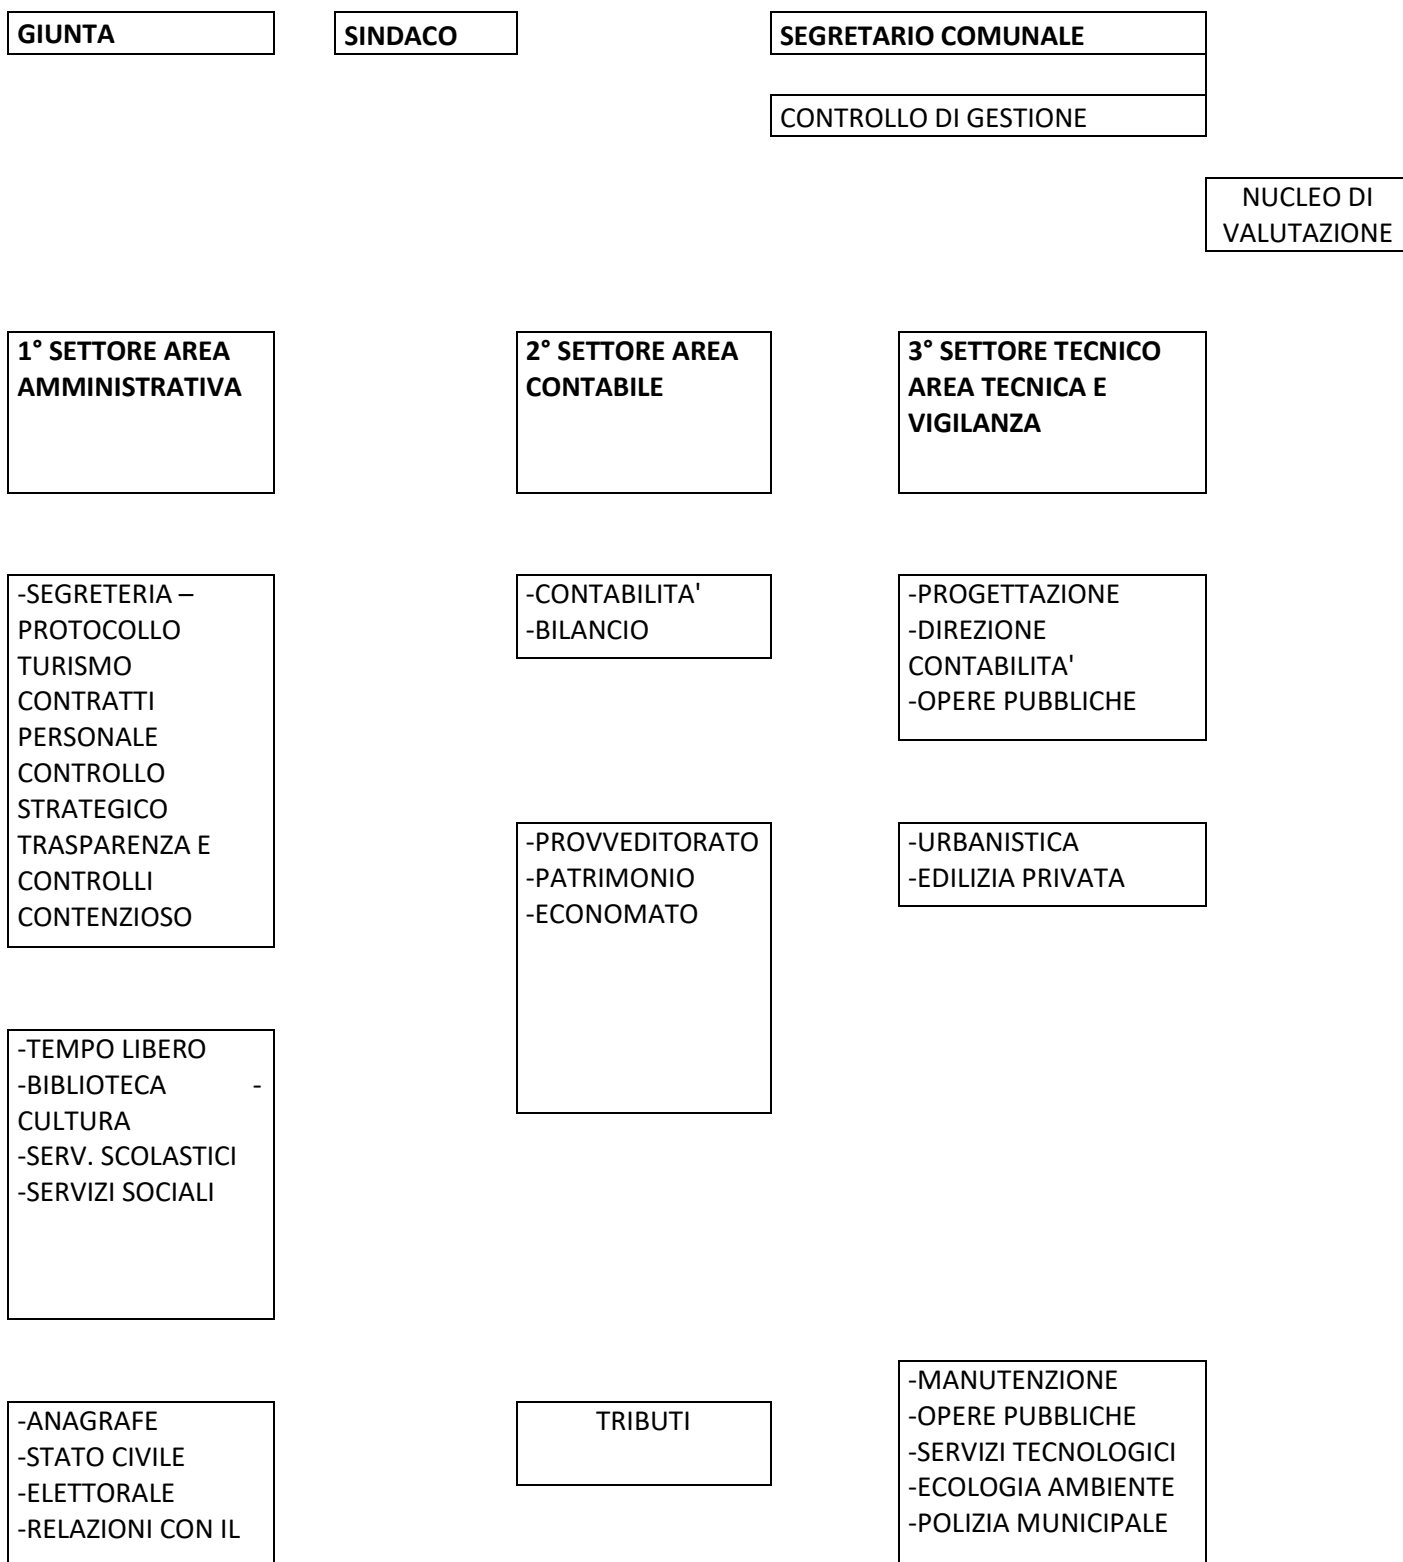 GIUNTA
SINDACO
SEGRETARIO COMUNALE
CONTROLLO DI GESTIONE
NUCLEO DI
VALUTAZIONE
1° SETTORE AREA
AMMINISTRATIVA
2° SETTORE AREA
CONTABILE
3° SETTORE TECNICO
AREA TECNICA E
VIGILANZA
-SEGRETERIA –
PROTOCOLLO
TURISMO
CONTRATTI
PERSONALE
CONTROLLO
STRATEGICO
TRASPARENZA E
CONTROLLI
CONTENZIOSO
-CONTABILITA'
-BILANCIO
-PROGETTAZIONE
-DIREZIONE
CONTABILITA'
-OPERE PUBBLICHE
-PROVVEDITORATO
-PATRIMONIO
-ECONOMATO
-URBANISTICA
-EDILIZIA PRIVATA
-TEMPO LIBERO
-BIBLIOTECA -
CULTURA
-SERV. SCOLASTICI
-SERVIZI SOCIALI
-ANAGRAFE
-STATO CIVILE
-ELETTORALE
-RELAZIONI CON IL
TRIBUTI
-MANUTENZIONE
-OPERE PUBBLICHE
-SERVIZI TECNOLOGICI
-ECOLOGIA AMBIENTE
-POLIZIA MUNICIPALE